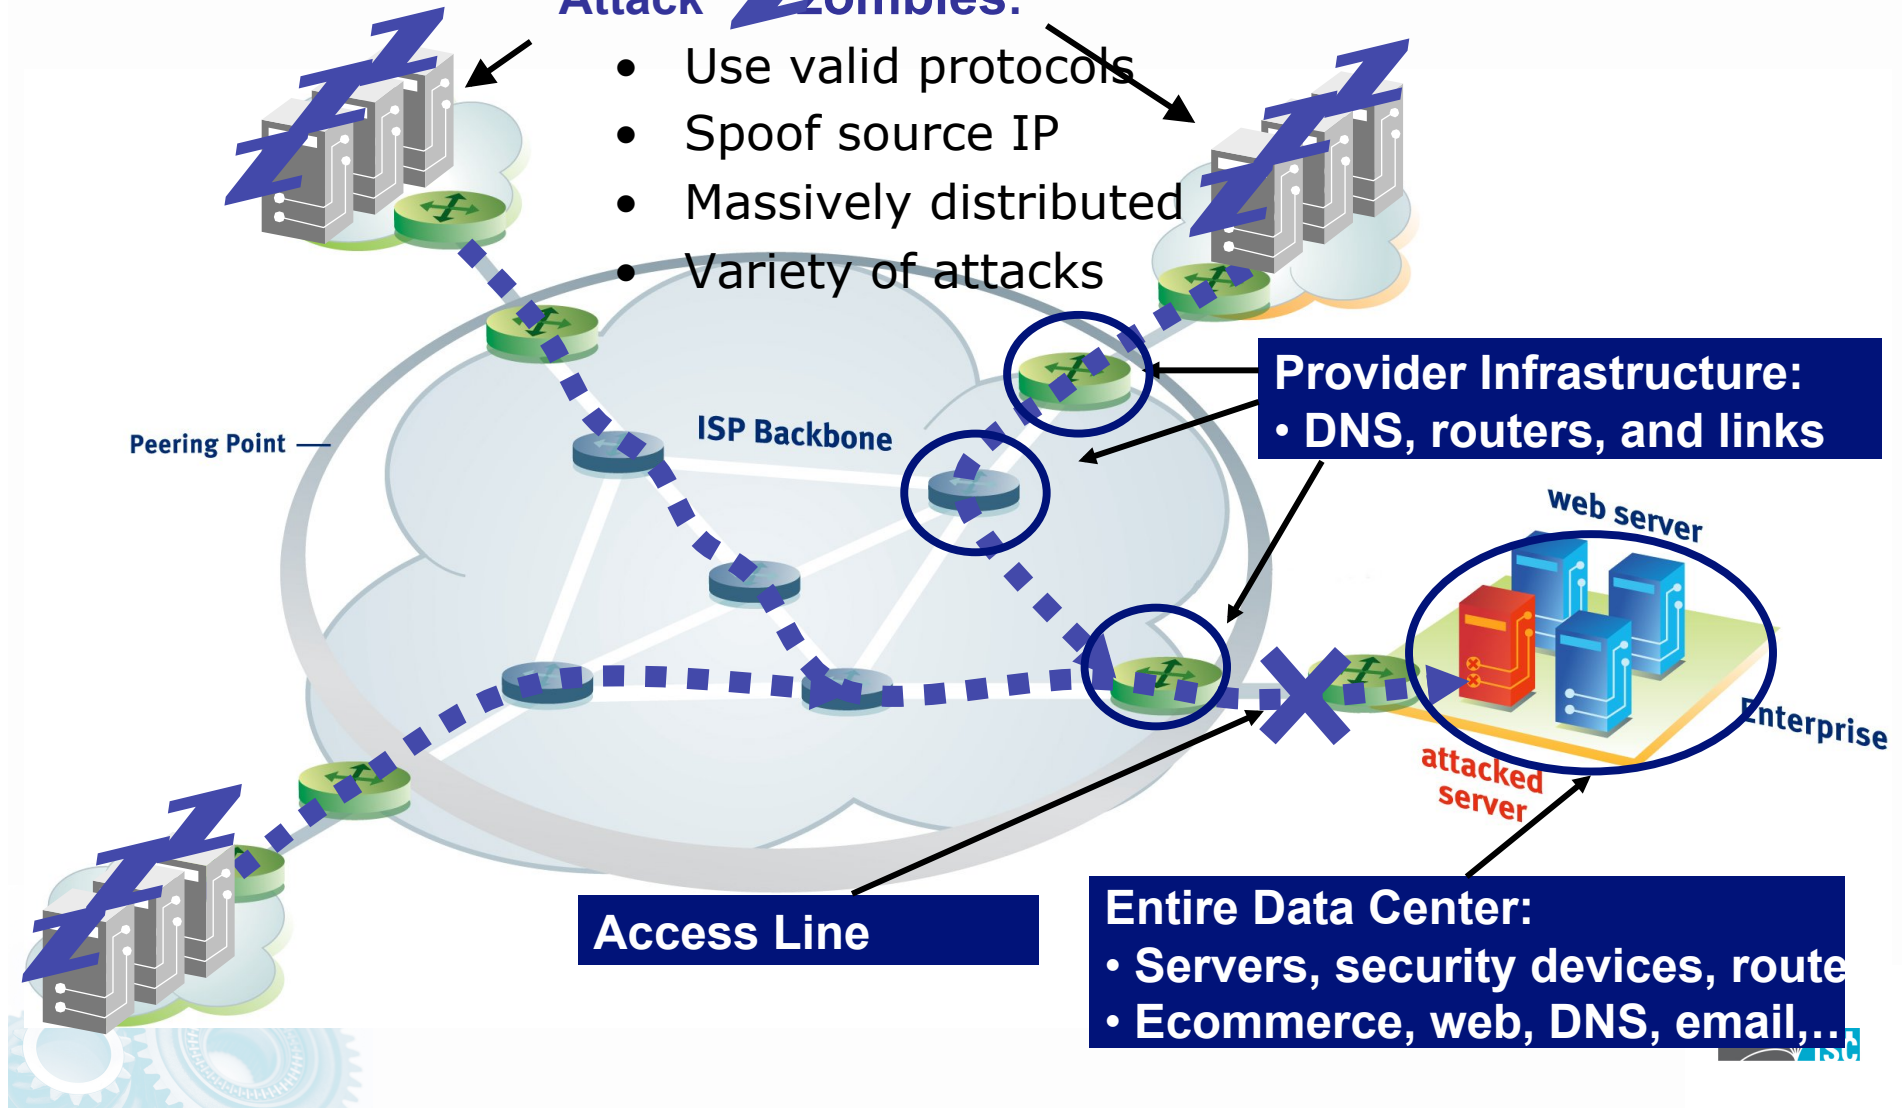 Attack Zombies:
• Use valid protocols
• Spoof source IP
• Massively distributed
• Variety of attacks
Provider Infrastructure:
• DNS, routers, and links
ISP Backbone
Peering Point
web server
Enterprise
attacked
server
Access Line
Entire Data Center:
• Servers, security devices, route
• Ecommerce, web, DNS, email,...